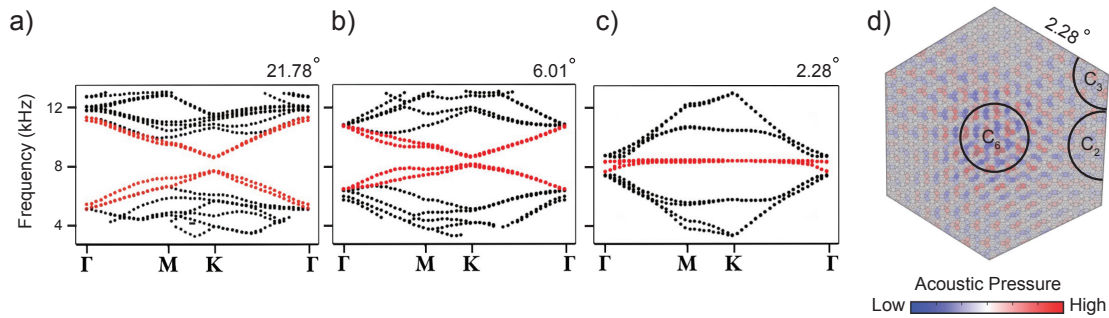 a)
21.78°
Frequency (kHz)
12
8
4
Γ M K Γ
b)
6.01°
Γ M K Γ
c)
2.28°
Γ M K Γ
d)
2.28 °
C3
C6
C2
Acoustic Pressure
Low High